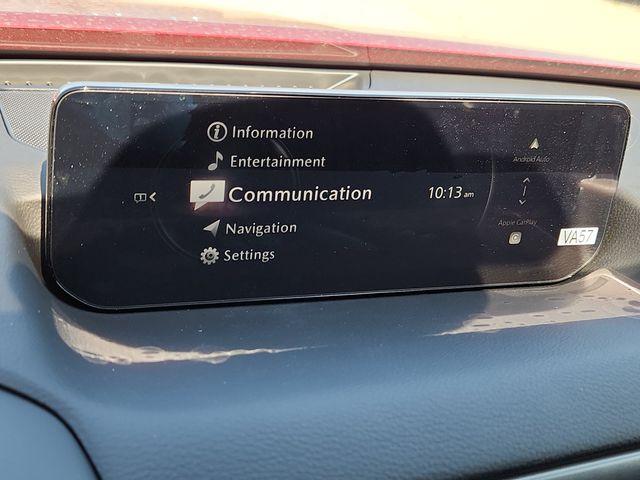 Information
Entertainment
Communication
10:13 am
Navigation
Settings
Android Auto
Apple CarPlay
VA57